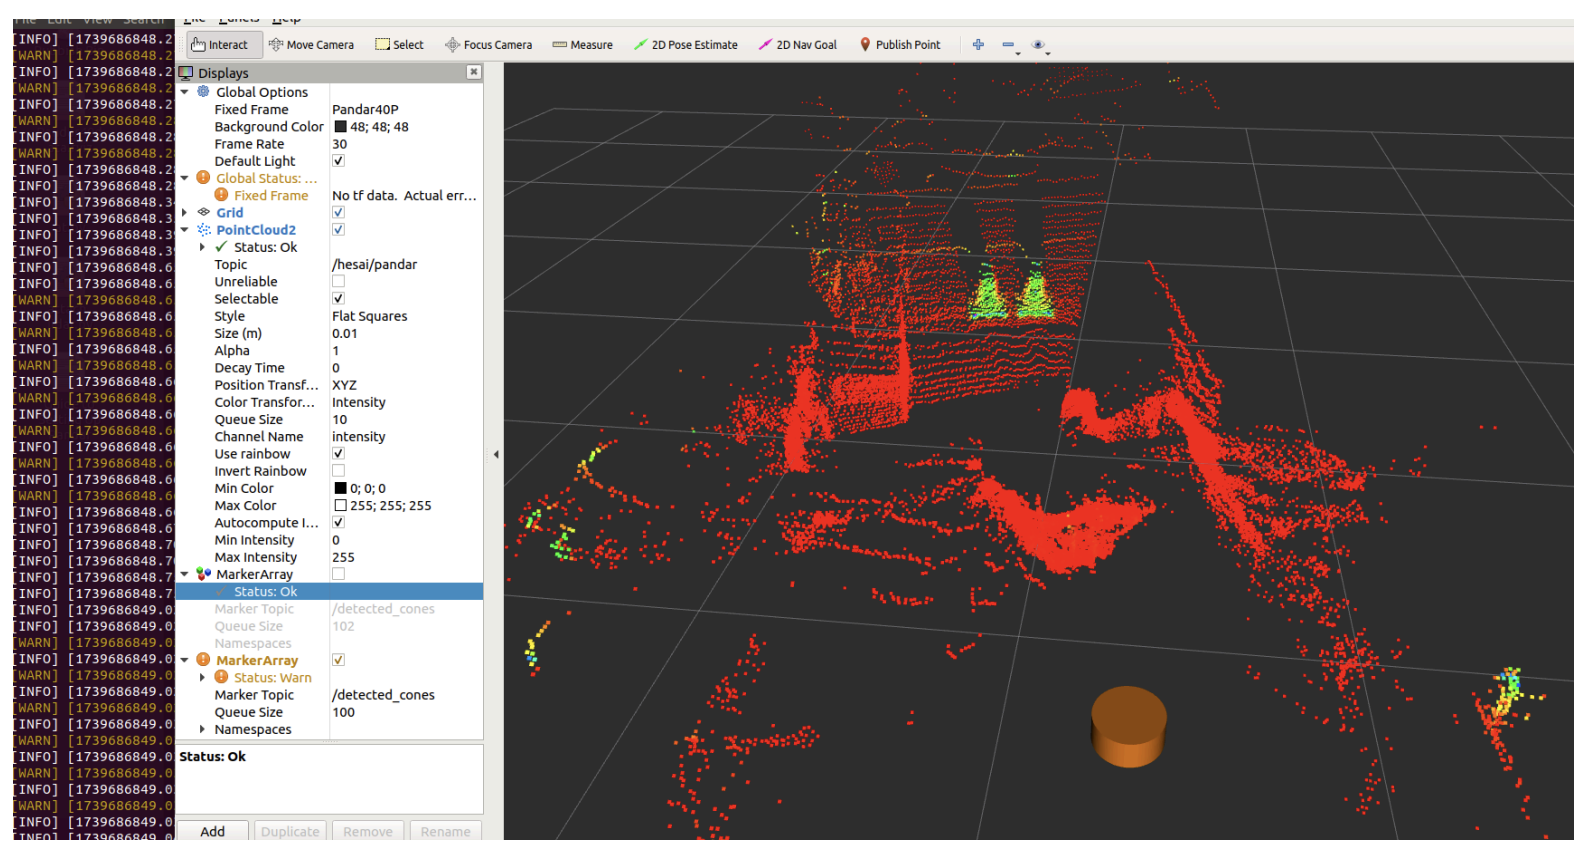 File Edit View Search
File Panels Help
Interact Move Camera Select Focus Camera Measure 2D Pose Estimate 2D Nav Goal Publish Point
Displays
Global Options
Fixed Frame Pandar40P
Background Color 48; 48; 48
Frame Rate 30
Default Light
Global Status: ...
Fixed Frame No tf data. Actual err...
Grid
PointCloud2
Status: Ok
Topic /hesai/pandar
Unreliable
Selectable
Style Flat Squares
Size (m) 0.01
Alpha 1
Decay Time 0
Position Transf... XYZ
Color Transfor... Intensity
Queue Size 10
Channel Name intensity
Use rainbow
Invert Rainbow
Min Color 0; 0; 0
Max Color 255; 255; 255
Autocompute I...
Min Intensity 0
Max Intensity 255
MarkerArray
Status: Ok
Marker Topic /detected_cones
Queue Size 102
Namespaces
MarkerArray
Status: Warn
Marker Topic /detected_cones
Queue Size 100
Namespaces
Status: Ok
Add Duplicate Remove Rename
[INFO] [1739686848.2
[WARN] [1739686848.2
[INFO] [1739686848.2
[WARN] [1739686848.2
[INFO] [1739686848.2
[WARN] [1739686848.2
[INFO] [1739686848.2
[WARN] [1739686848.2
[INFO] [1739686848.2
[INFO] [1739686848.2
[INFO] [1739686848.3
[INFO] [1739686848.3
[INFO] [1739686848.3
[INFO] [1739686848.3
[INFO] [1739686848.6
[INFO] [1739686848.6
[WARN] [1739686848.6
[INFO] [1739686848.6
[WARN] [1739686848.6
[INFO] [1739686848.6
[WARN] [1739686848.6
[INFO] [1739686848.6
[WARN] [1739686848.6
[INFO] [1739686848.6
[WARN] [1739686848.6
[INFO] [1739686848.6
[WARN] [1739686848.6
[INFO] [1739686848.6
[WARN] [1739686848.6
[INFO] [1739686848.6
[INFO] [1739686848.6
[INFO] [1739686848.7
[INFO] [1739686848.7
[INFO] [1739686848.7
[INFO] [1739686848.7
[INFO] [1739686849.0
[INFO] [1739686849.0
[WARN] [1739686849.0
[INFO] [1739686849.0
[WARN] [1739686849.0
[INFO] [1739686849.0
[WARN] [1739686849.0
[INFO] [1739686849.0
[WARN] [1739686849.0
[INFO] [1739686849.0
[WARN] [1739686849.0
[INFO] [1739686849.0
[WARN] [1739686849.0
[INFO] [1739686849.0
[INFO] [1739686849.0